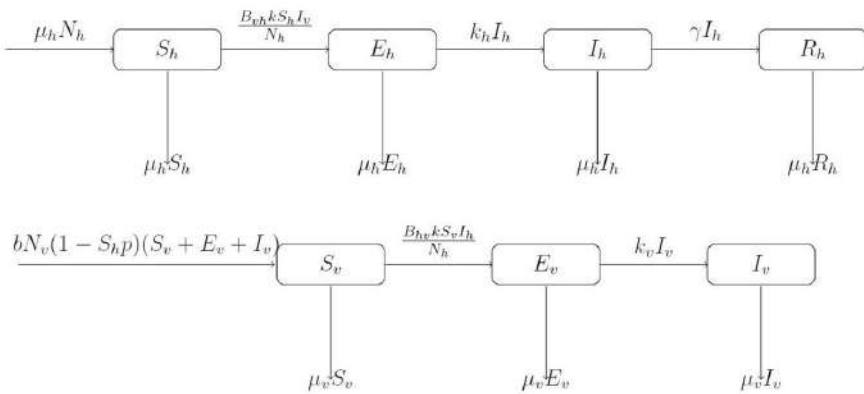 μ_h N_h S_h B_{vh} k S_h I_v / N_h E_h k_h I_h I_h γI_h R_h
μ_h S_h μ_h E_h μ_h I_h μ_h R_h
bN_v(1 − S_h p)(S_v + E_v + I_v) S_v B_{hv} k S_v I_h / N_h E_v k_v I_v I_v
μ_v S_v μ_v E_v μ_v I_v